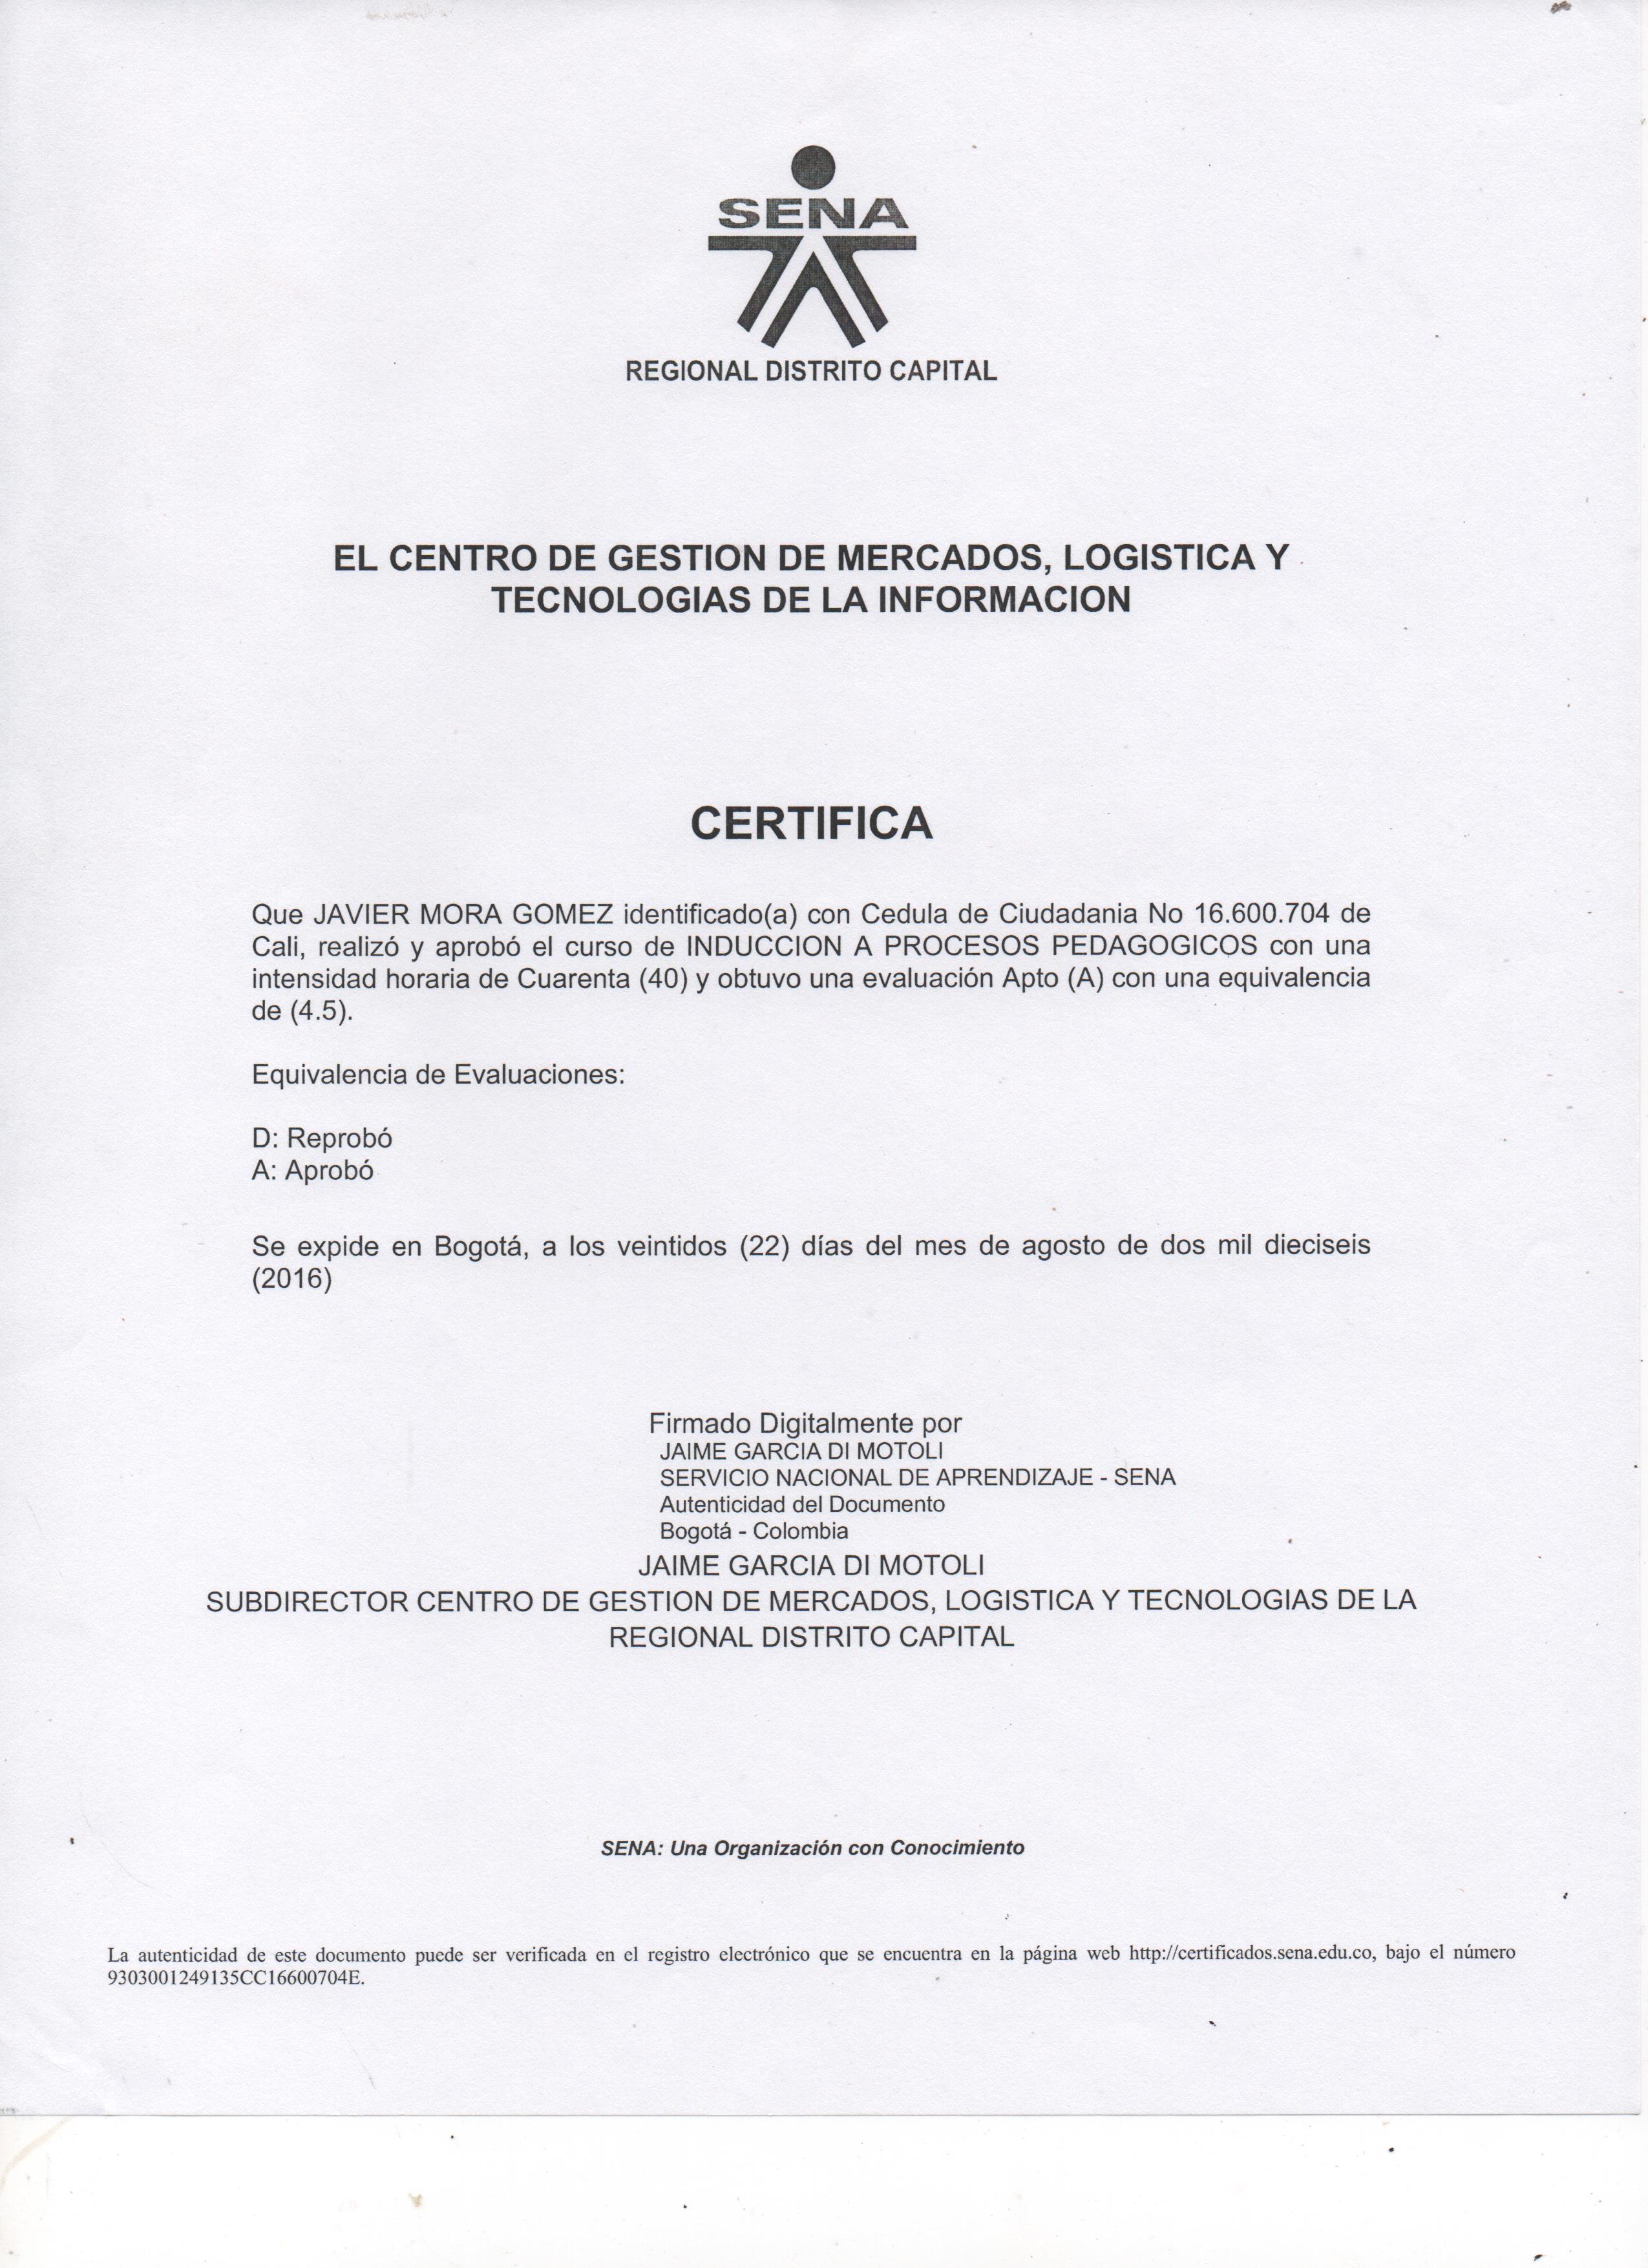 SENA
REGIONAL DISTRITO CAPITAL
EL CENTRO DE GESTION DE MERCADOS, LOGISTICA Y
TECNOLOGIAS DE LA INFORMACION
CERTIFICA
Que JAVIER MORA GOMEZ identificado(a) con Cedula de Ciudadania No 16.600.704 de
Cali, realizó y aprobó el curso de INDUCCION A PROCESOS PEDAGOGICOS con una
intensidad horaria de Cuarenta (40) y obtuvo una evaluación Apto (A) con una equivalencia
de (4.5).
Equivalencia de Evaluaciones:
D: Reprobó
A: Aprobó
Se expide en Bogotá, a los veintidos (22) días del mes de agosto de dos mil dieciseis
(2016)
Firmado Digitalmente por
JAIME GARCIA DI MOTOLI
SERVICIO NACIONAL DE APRENDIZAJE - SENA
Autenticidad del Documento
Bogotá - Colombia
JAIME GARCIA DI MOTOLI
SUBDIRECTOR CENTRO DE GESTION DE MERCADOS, LOGISTICA Y TECNOLOGIAS DE LA
REGIONAL DISTRITO CAPITAL
SENA: Una Organización con Conocimiento
La autenticidad de este documento puede ser verificada en el registro electrónico que se encuentra en la página web http://certificados.sena.edu.co, bajo el número
9303001249135CC16600704E.